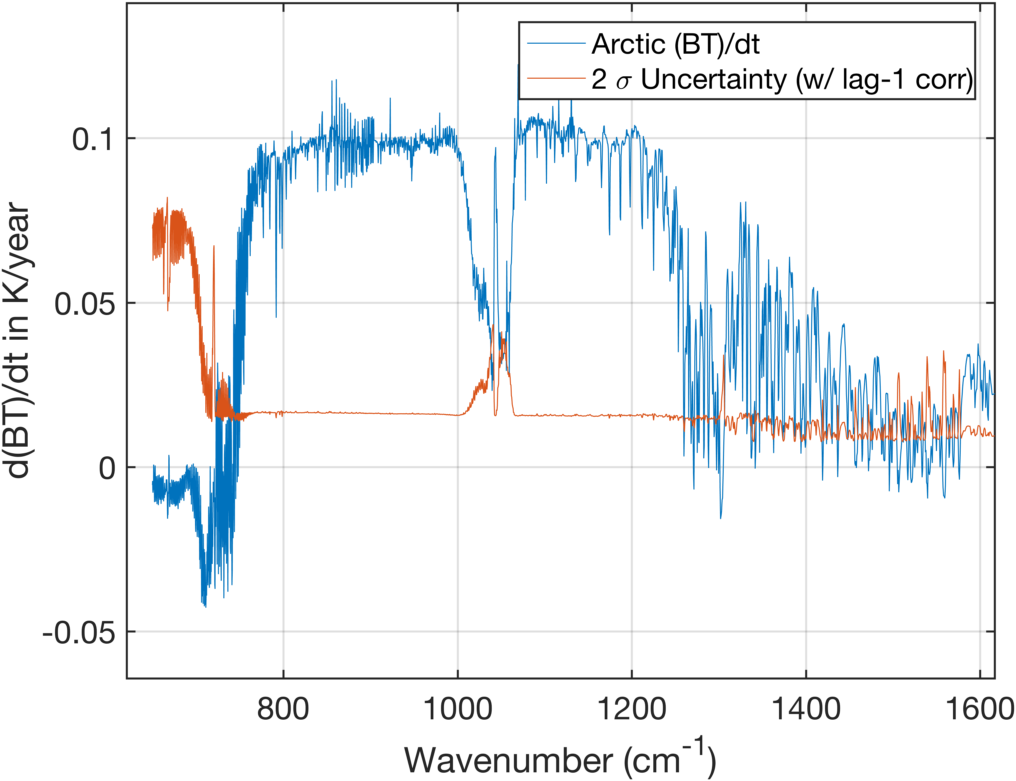 Arctic (BT)/dt
2 σ Uncertainty (w/ lag-1 corr)
d(BT)/dt in K/year
0.1
0.05
0
-0.05
800
1000
1200
1400
1600
Wavenumber (cm⁻¹)